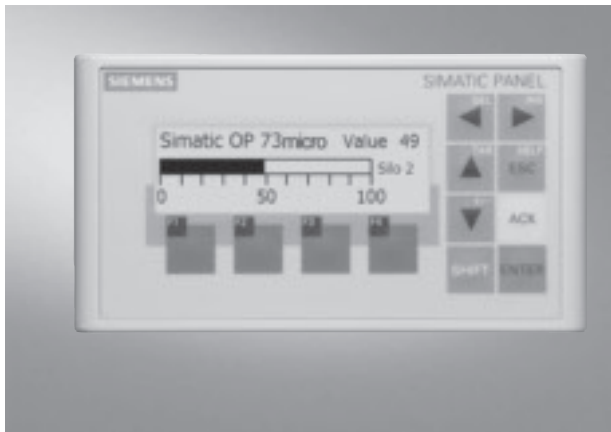 SIEMENS
SIMATIC PANEL
Simatic OP 73micro Value 49
Silo 2
0 50 100
F1 F2 F3 F4
HELP
ESC
ACK
SHIFT
ENTER